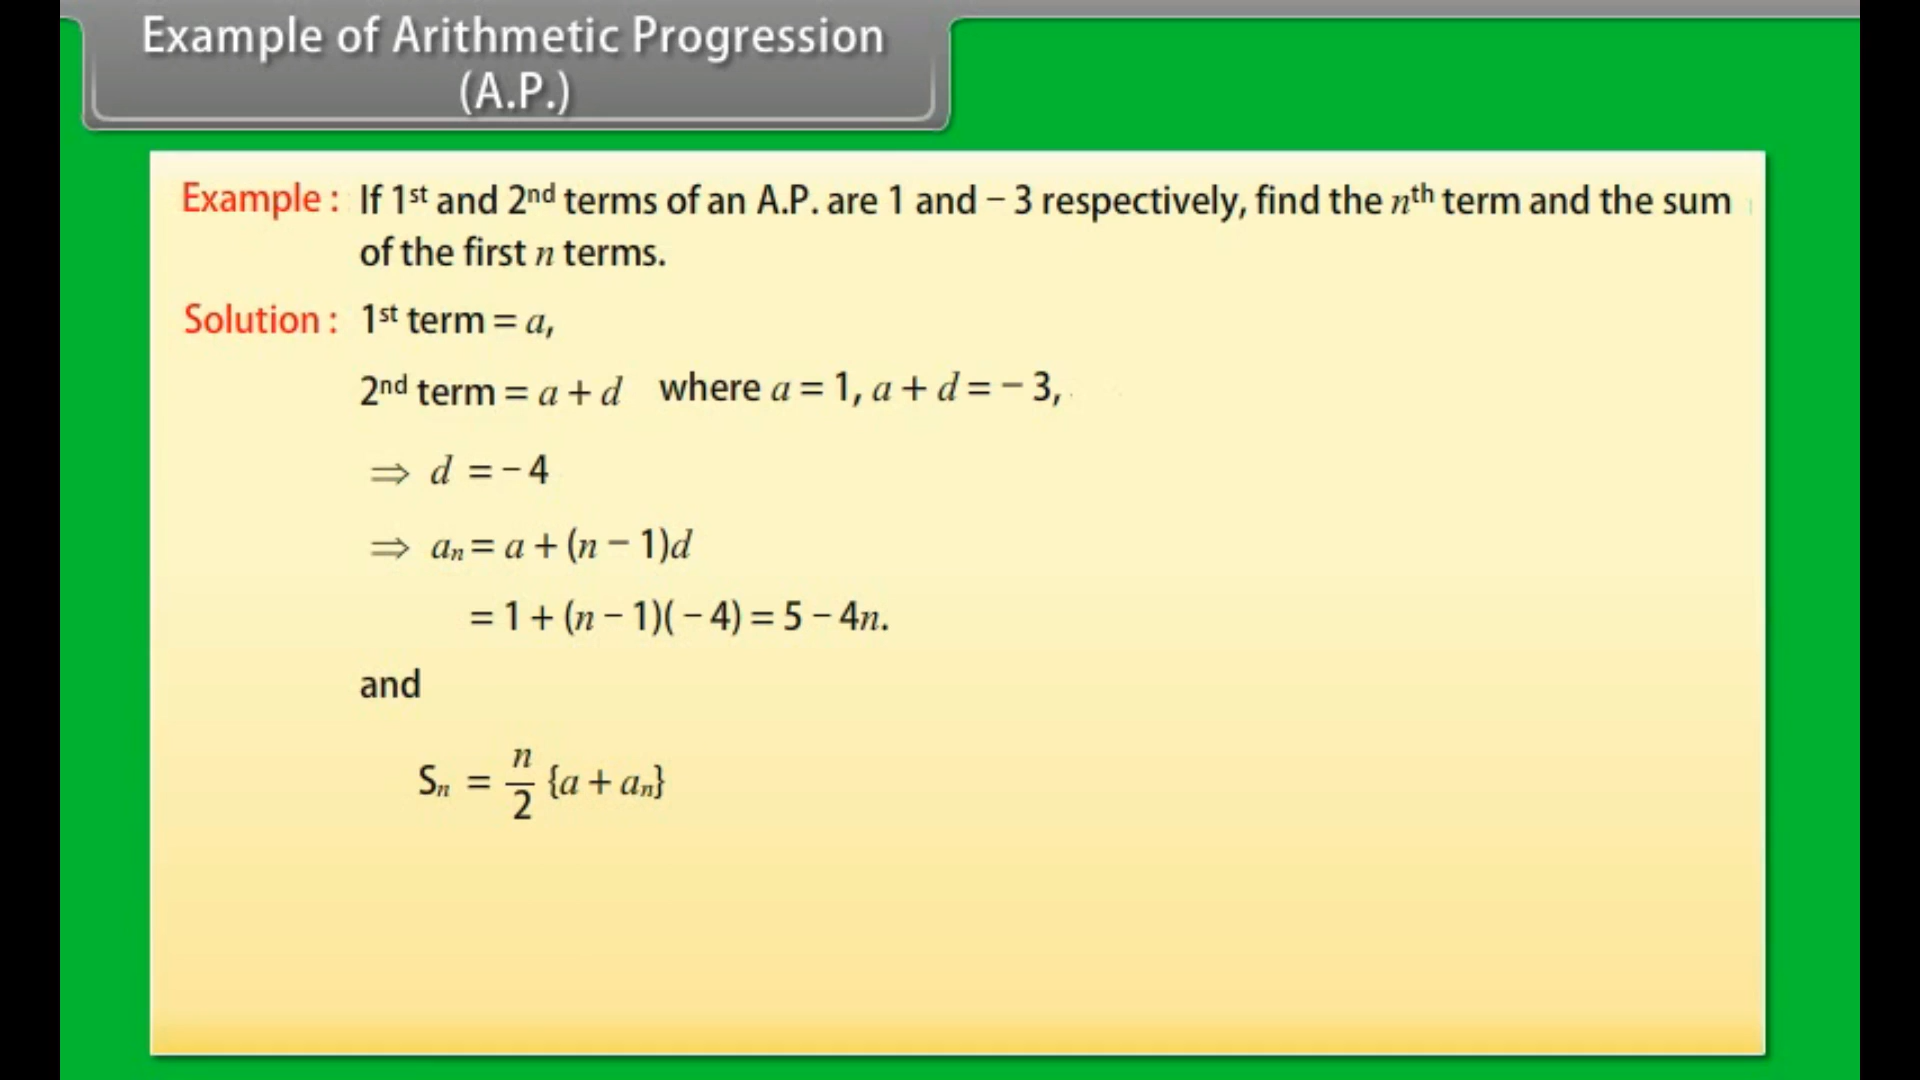 Example of Arithmetic Progression
(A.P.)
Example : If 1st and 2nd terms of an A.P. are 1 and − 3 respectively, find the nth term and the sum
of the first n terms.
Solution : 1st term = a,
2nd term = a + d where a = 1, a + d = − 3,
⇒ d = − 4
⇒ an = a + (n − 1)d
= 1 + (n − 1)( − 4) = 5 − 4n.
and
Sn = n/2 {a + an}